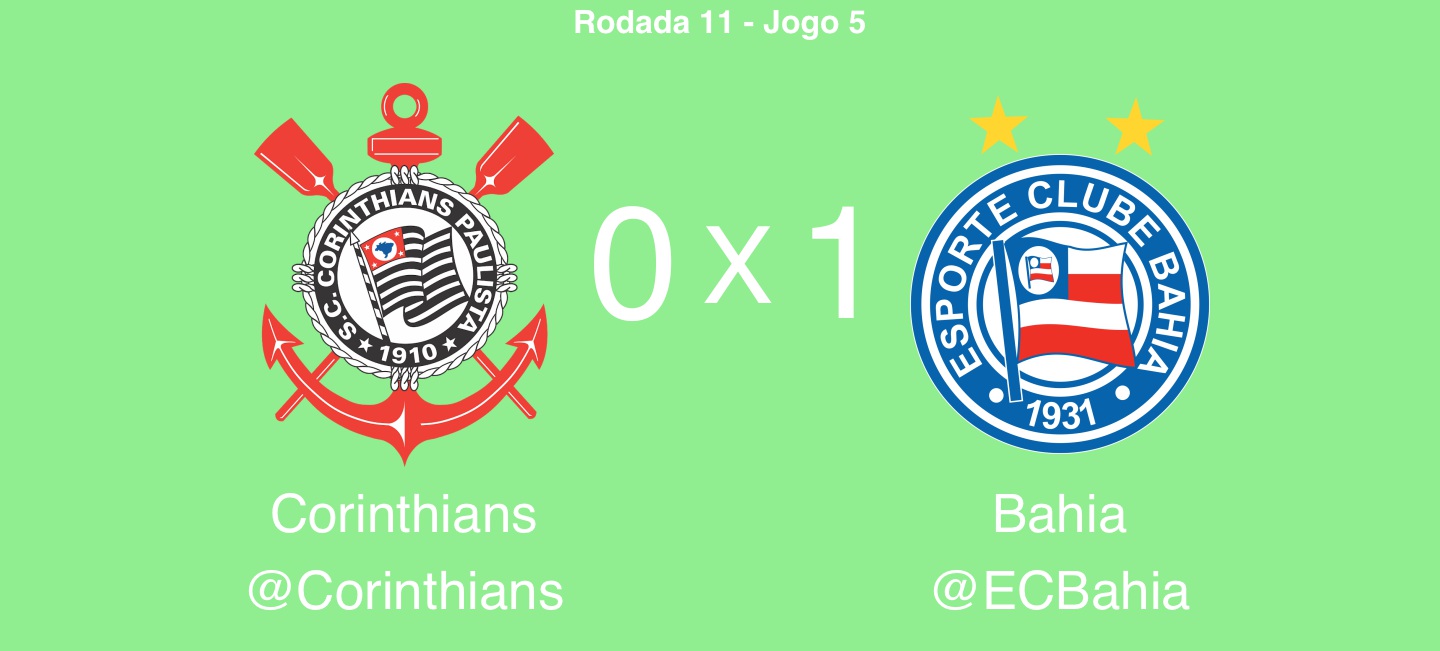 Rodada 11 - Jogo 5
S.C. CORINTHIANS PAULISTA
1910
0 x 1
ESPORTE CLUBE BAHIA
1931
Corinthians
Bahia
@Corinthians
@ECBahia